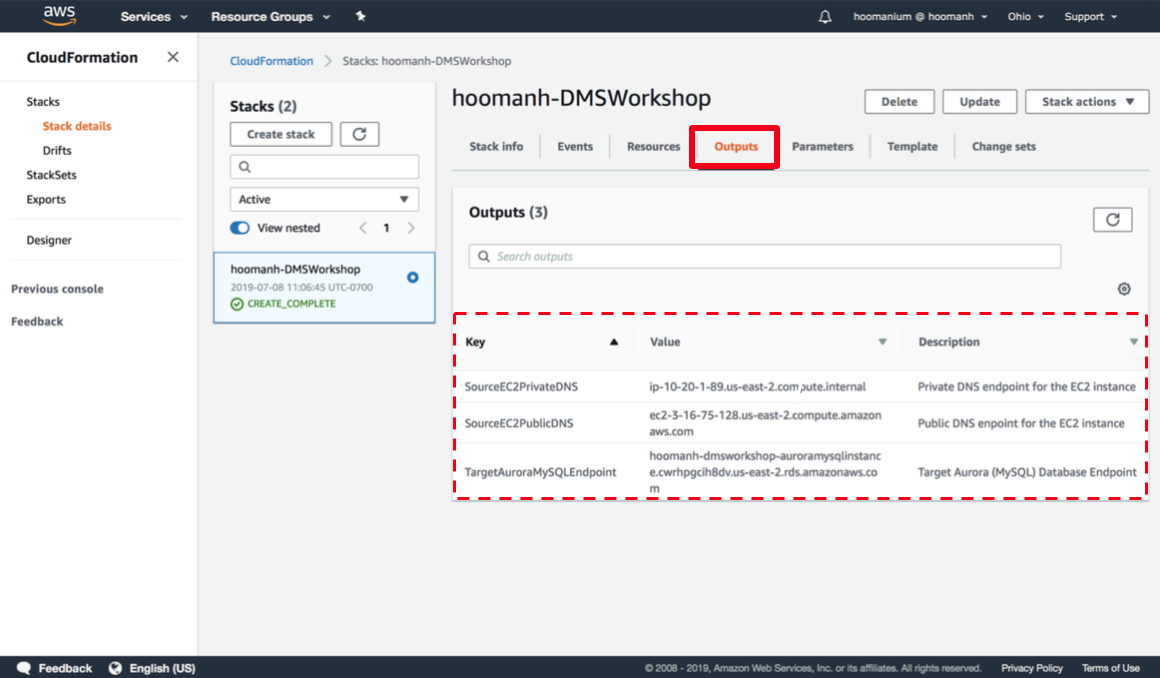 aws
Services
Resource Groups
hoomanium @ hoomanh
Ohio
Support
CloudFormation
Stacks
Stack details
Drifts
StackSets
Exports
Designer
Previous console
Feedback
CloudFormation
Stacks: hoomanh-DMSWorkshop
Stacks (2)
Create stack
Active
View nested
1
hoomanh-DMSWorkshop
2019-07-08 11:06:45 UTC-0700
CREATE_COMPLETE
hoomanh-DMSWorkshop
Delete
Update
Stack actions
Stack info
Events
Resources
Outputs
Parameters
Template
Change sets
Outputs (3)
Search outputs
Key
Value
Description
SourceEC2PrivateDNS
ip-10-20-1-89.us-east-2.compute.internal
Private DNS endpoint for the EC2 instance
SourceEC2PublicDNS
ec2-3-16-75-128.us-east-2.compute.amazon
aws.com
Public DNS enpoint for the EC2 instance
TargetAuroraMySQLEndpoint
hoomanh-dmsworkshop-auroramysqlinstanc
e.cwrhpgcih8dv.us-east-2.rds.amazonaws.co
m
Target Aurora (MySQL) Database Endpoint
Feedback
English (US)
© 2008 - 2019, Amazon Web Services, Inc. or its affiliates. All rights reserved.
Privacy Policy
Terms of Use